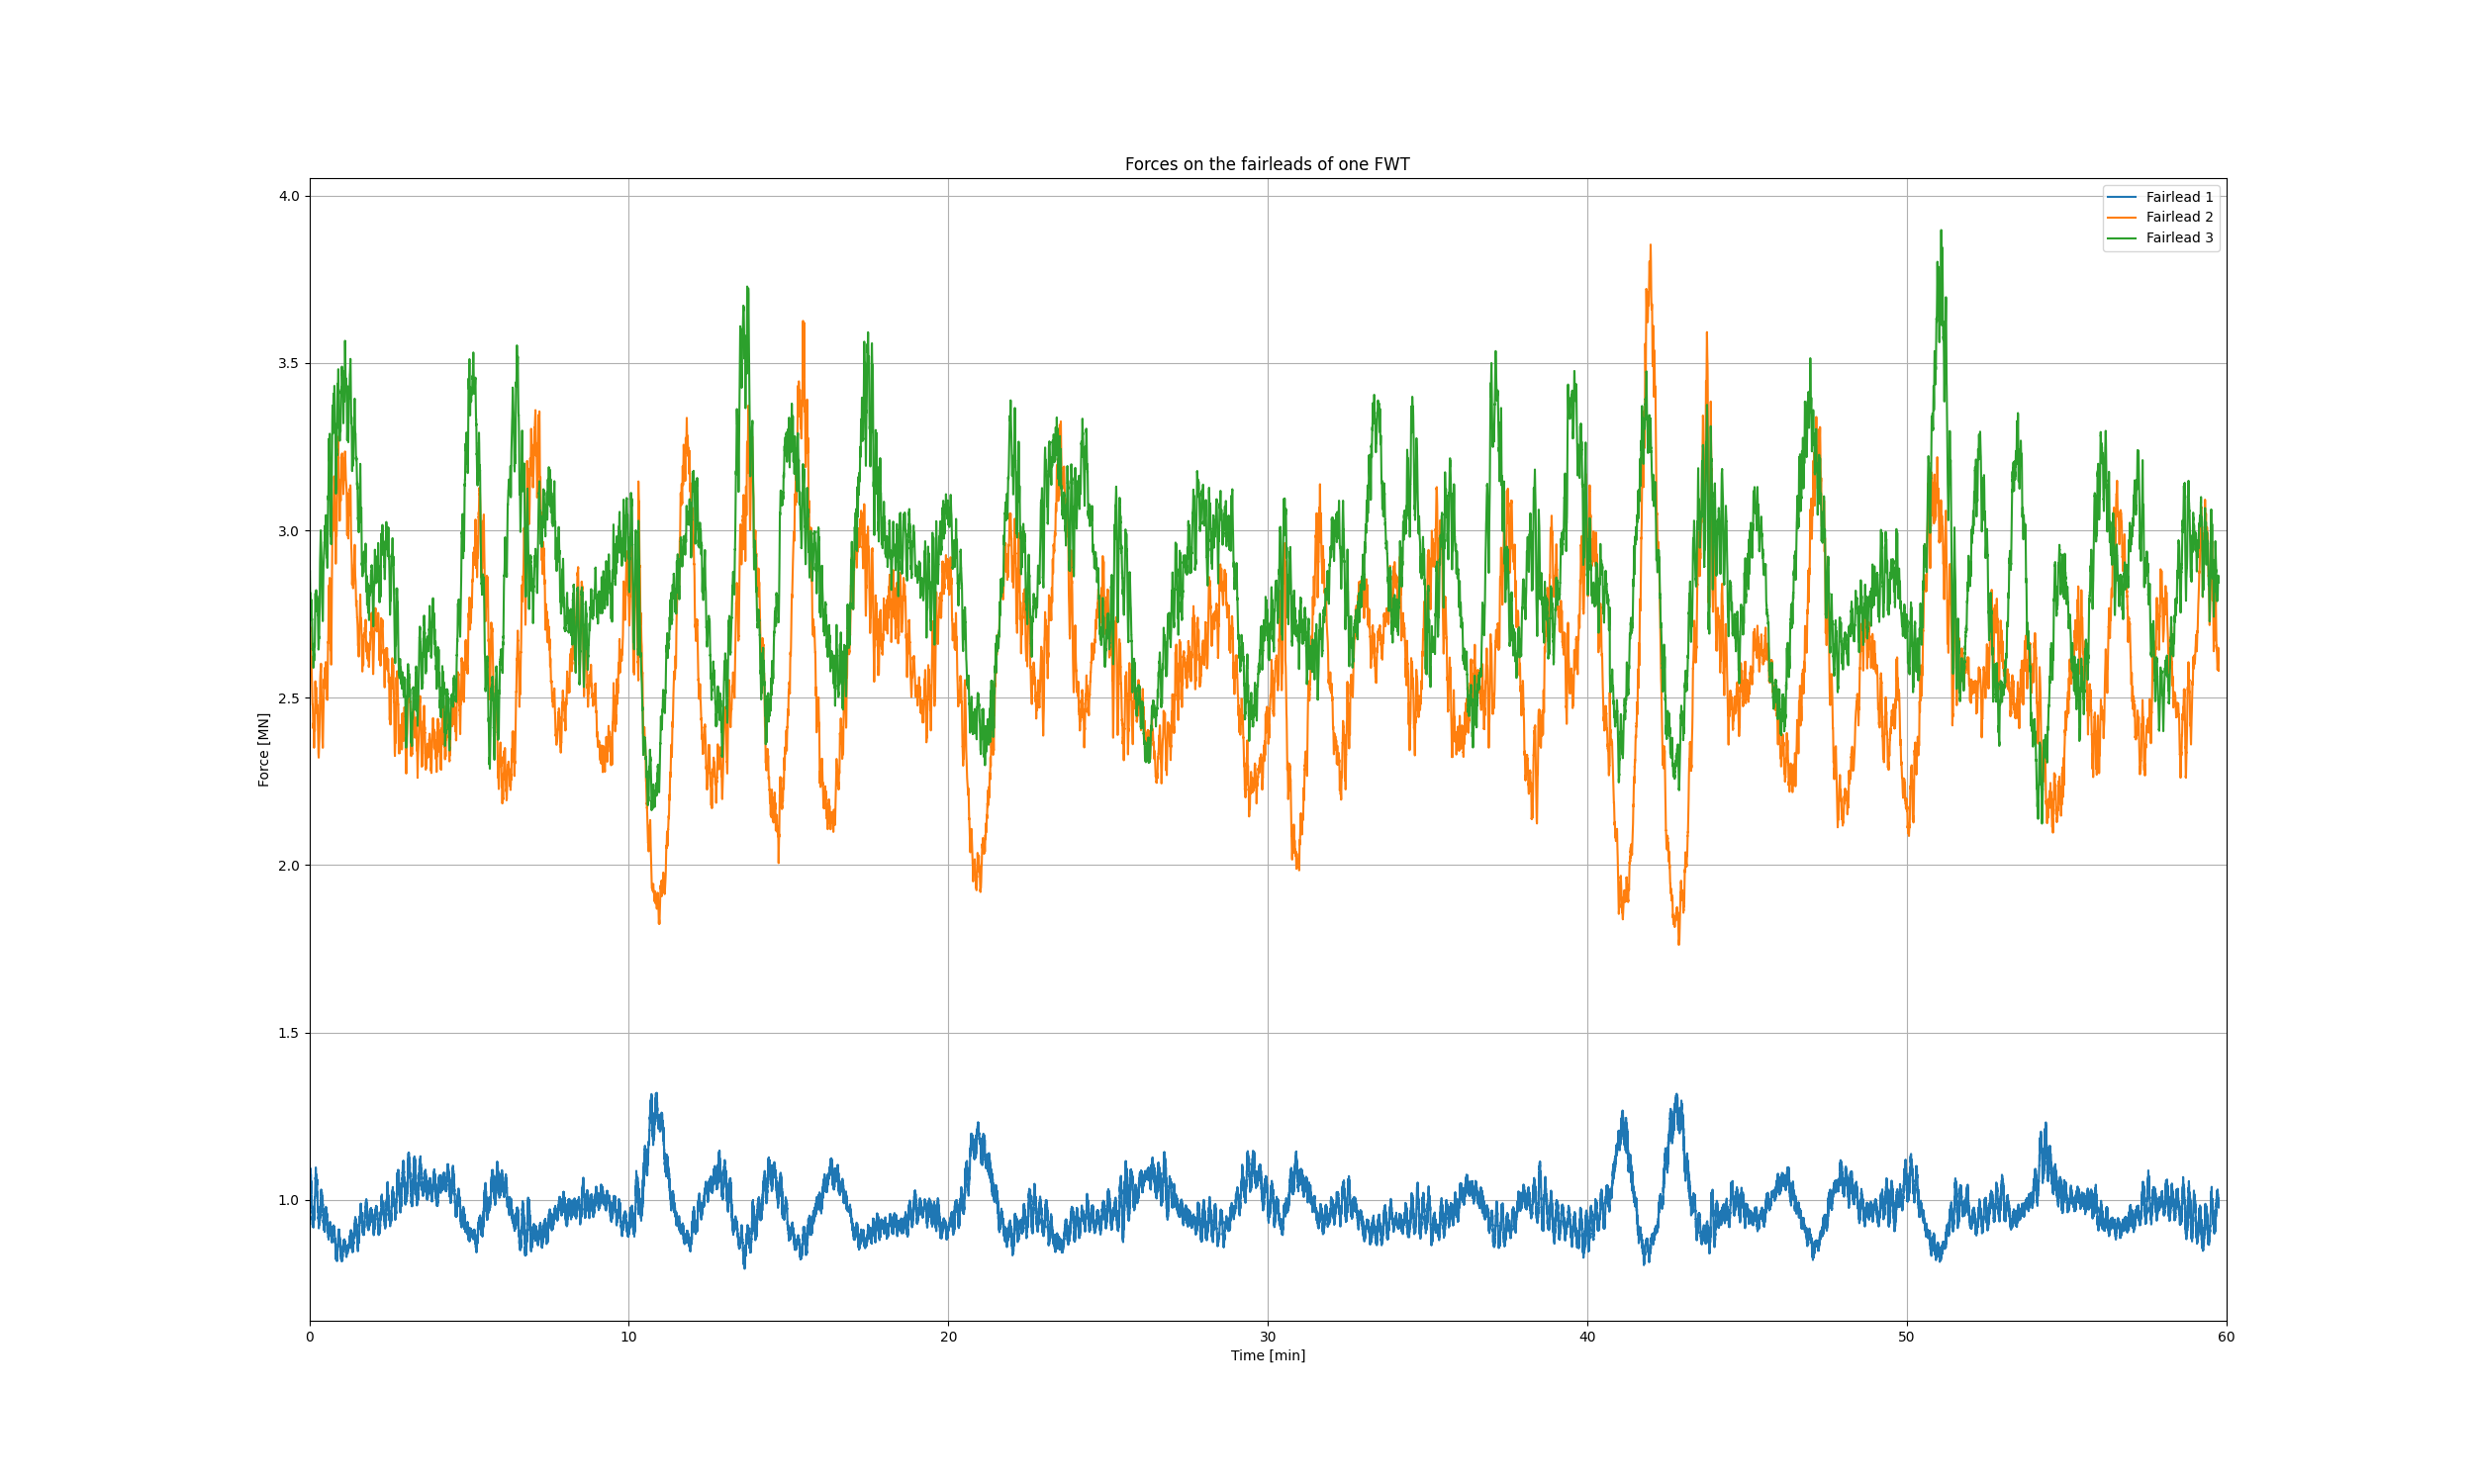 Forces on the fairleads of one FWT
Fairlead 1
Fairlead 2
Fairlead 3
Force [MN]
4.0
3.5
3.0
2.5
2.0
1.5
1.0
0 10 20 30 40 50 60
Time [min]